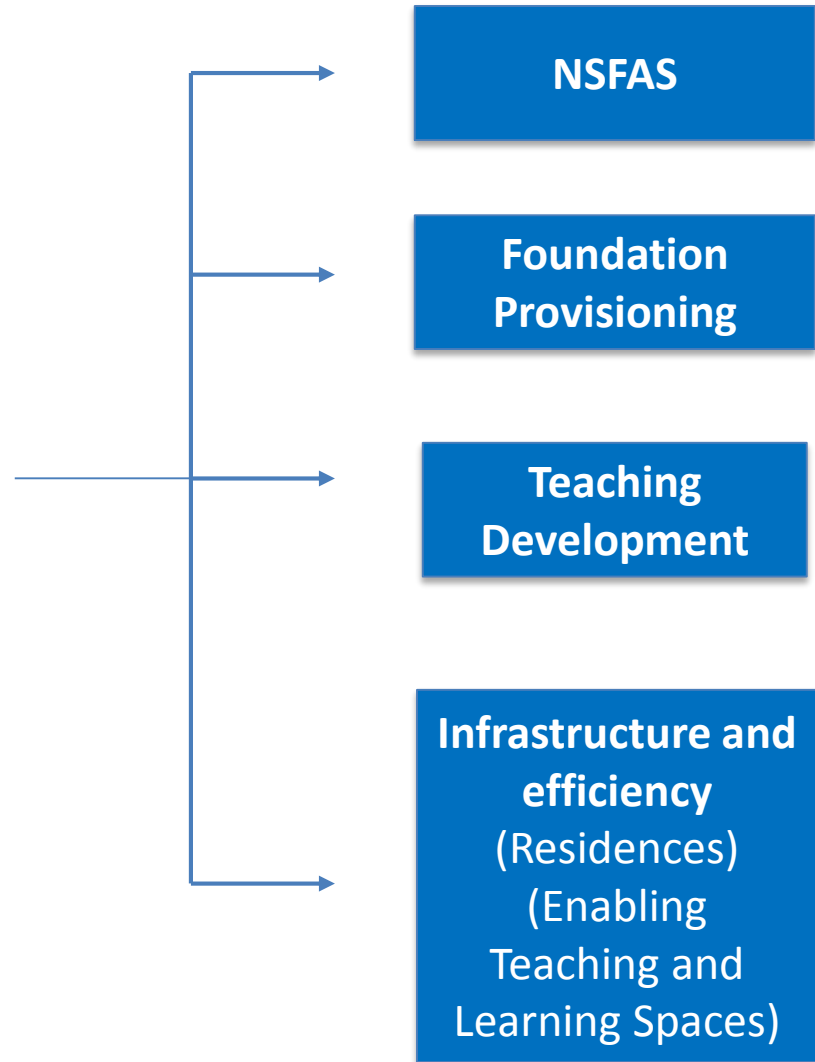 NSFAS
Foundation
Provisioning
Teaching
Development
Infrastructure and
efficiency
(Residences)
(Enabling
Teaching and
Learning Spaces)